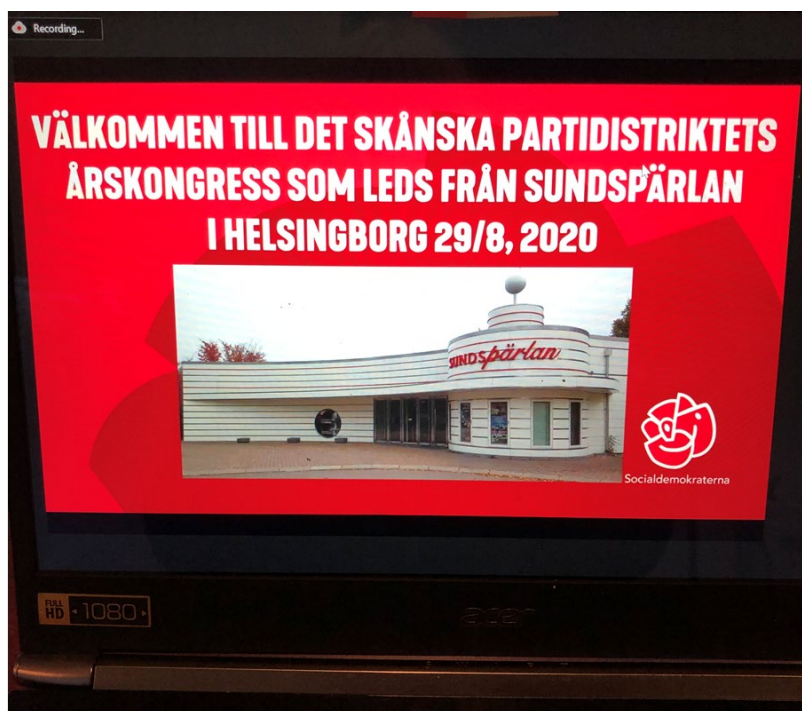 Recording...
VÄLKOMMEN TILL DET SKÅNSKA PARTIDISTRIKTETS
ÅRSKONGRESS SOM LEDS FRÅN SUNDSPÄRLAN
I HELSINGBORG 29/8, 2020
SUNDSpärlan
Socialdemokraterna
FULL HD 1080
acer